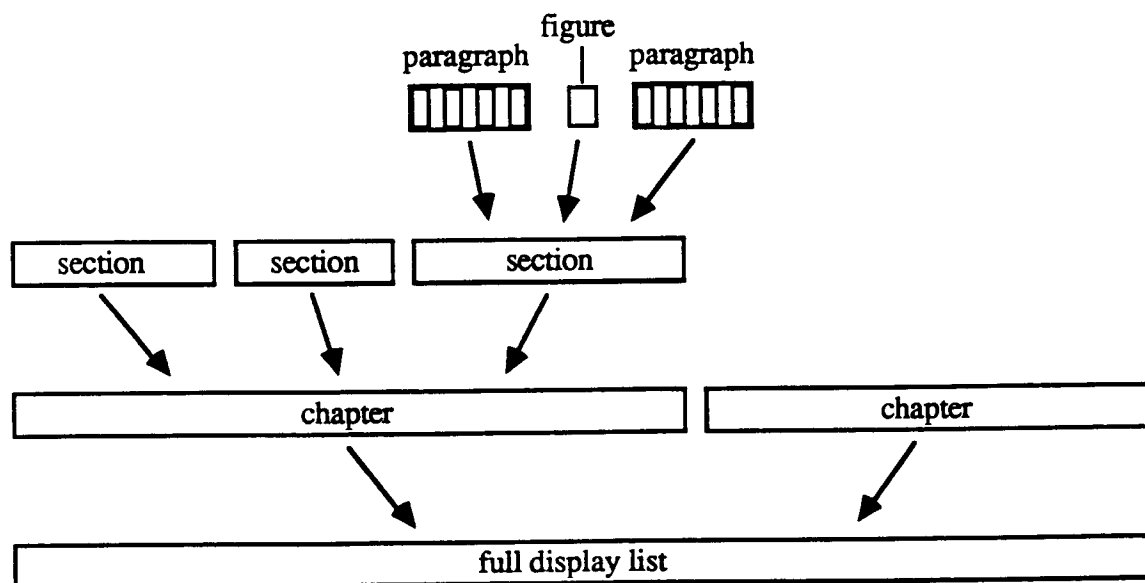 figure
paragraph paragraph
section section section
chapter chapter
full display list